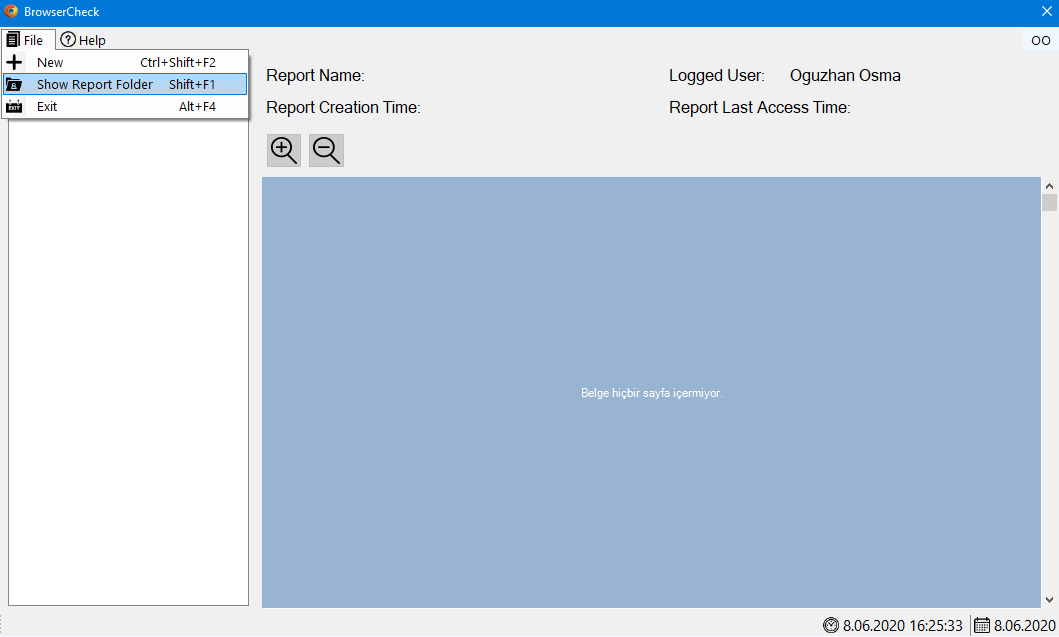 BrowserCheck
File Help OO
New Ctrl+Shift+F2
Show Report Folder Shift+F1
Exit Alt+F4
Report Name: Logged User: Oguzhan Osma
Report Creation Time: Report Last Access Time:
Belge hiçbir sayfa içermiyor.
8.06.2020 16:25:33 8.06.2020